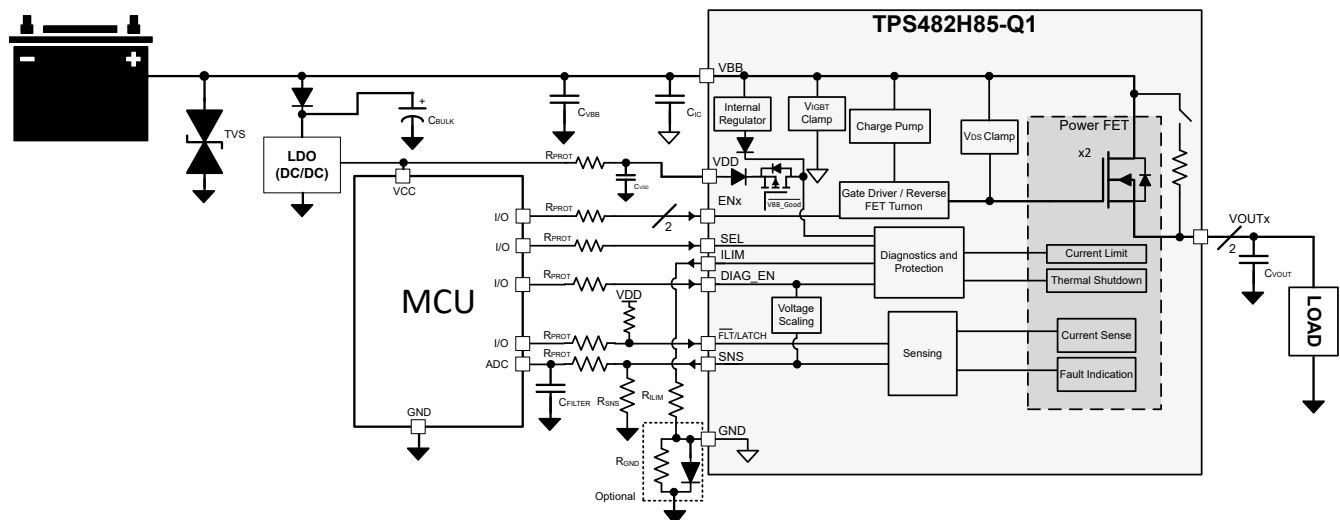 TPS482H85-Q1
VBB
TVS
CBULK
CVBB
CIC
Internal
Regulator
VIGBT
Clamp
Charge Pump
VDS Clamp
Power FET
x2
LDO
(DC/DC)
RPROT
CVDD
VDD
VBB_Good
Gate Driver / Reverse
FET Turnon
VCC
I/O
RPROT
2
ENx
I/O
RPROT
SEL
ILIM
I/O
RPROT
DIAG_EN
Diagnostics and
Protection
Current Limit
Thermal Shutdown
VOUTx
2
CVOUT
LOAD
MCU
VDD
Voltage
Scaling
I/O
RPROT
FLT/LATCH
ADC
RPROT
SNS
Sensing
Current Sense
Fault Indication
CFILTER
RSNS
RILIM
GND
GND
RGND
Optional